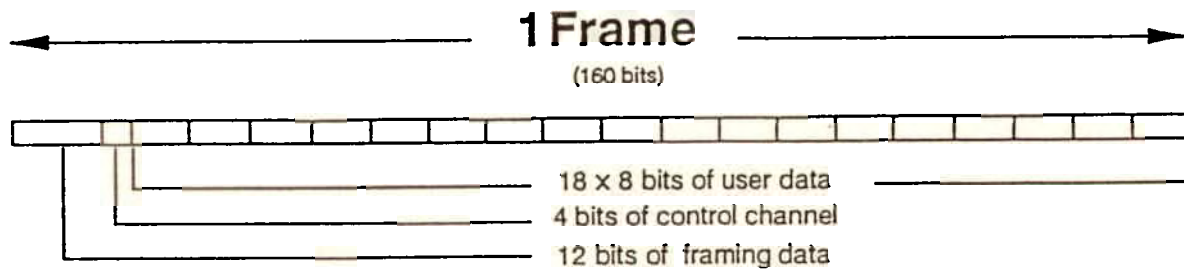 1 Frame
(160 bits)
18 x 8 bits of user data
4 bits of control channel
12 bits of framing data